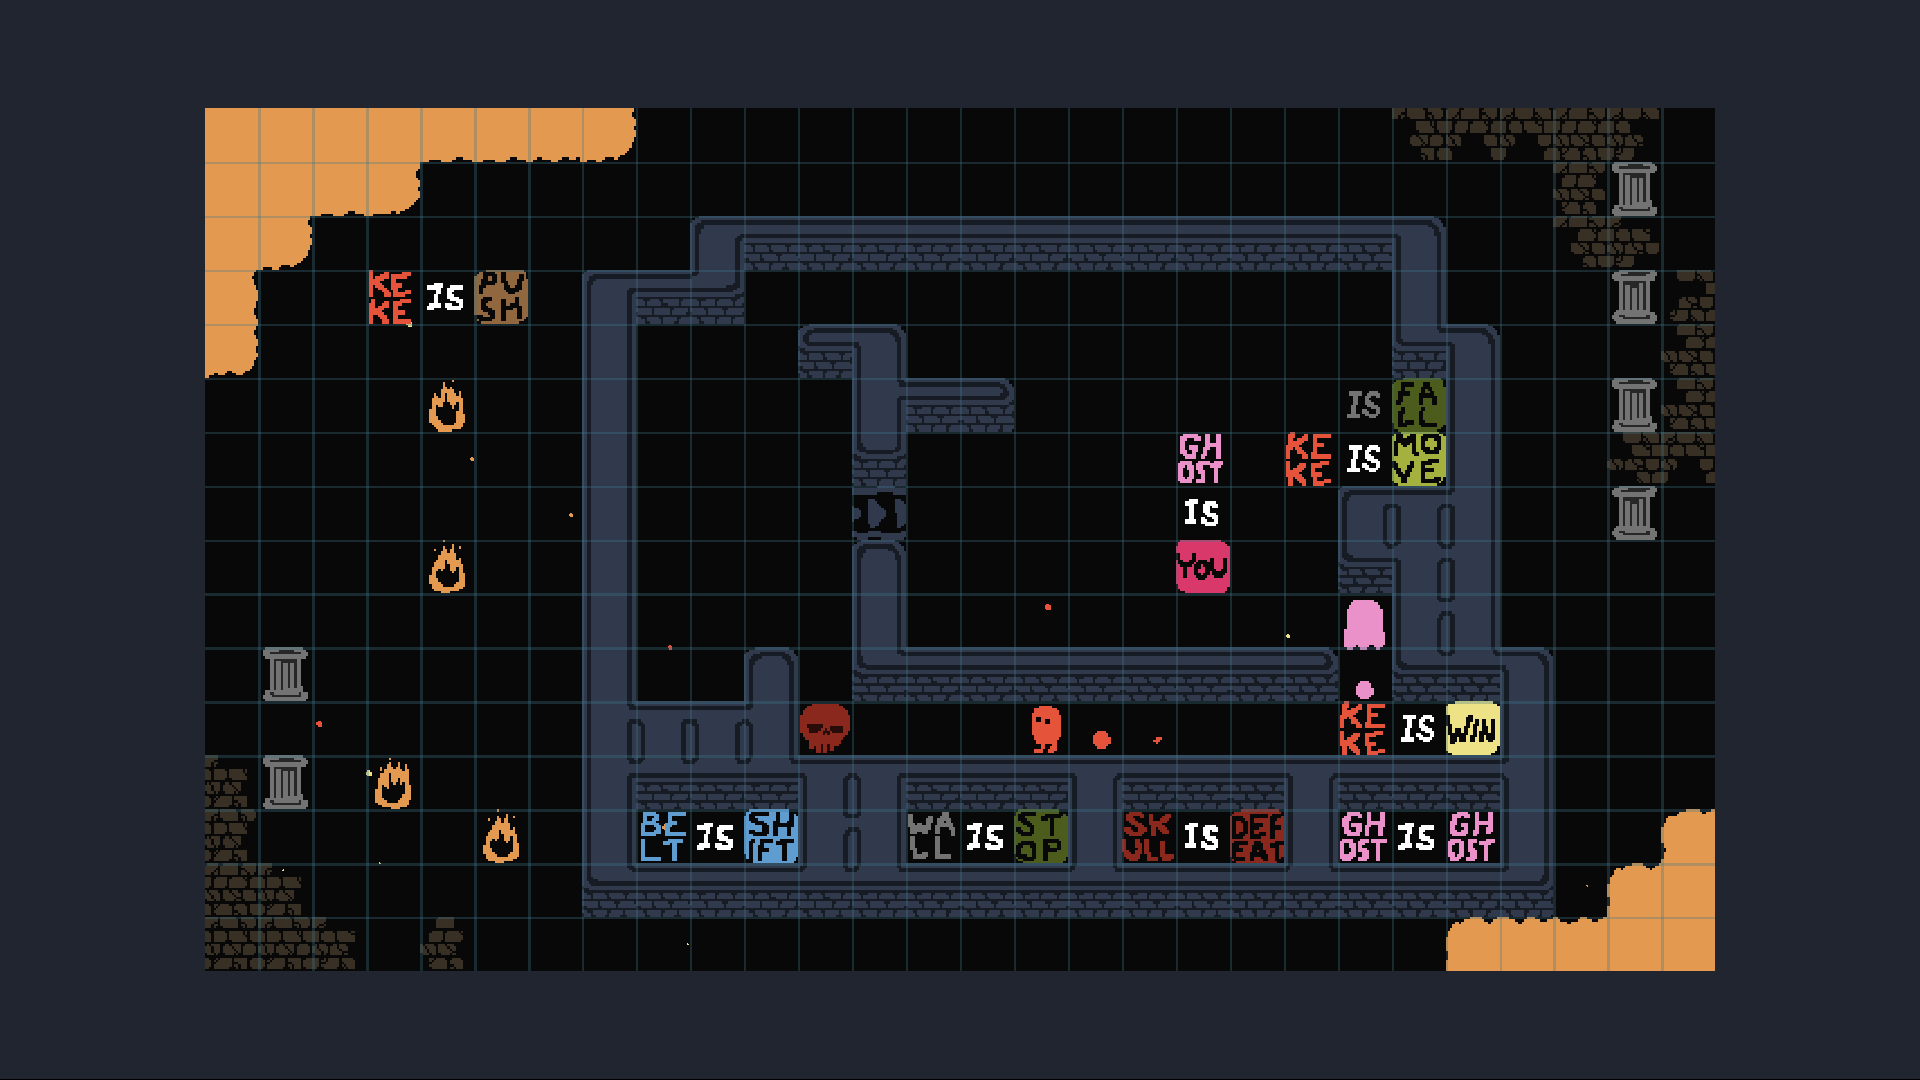 KEKE IS PUSH
IS FALL
GHOST KEKE IS MOVE
IS
YOU
KEKE IS WIN
BELT IS SHIFT WALL IS STOP SKULL IS DEFEAT GHOST IS GHOST